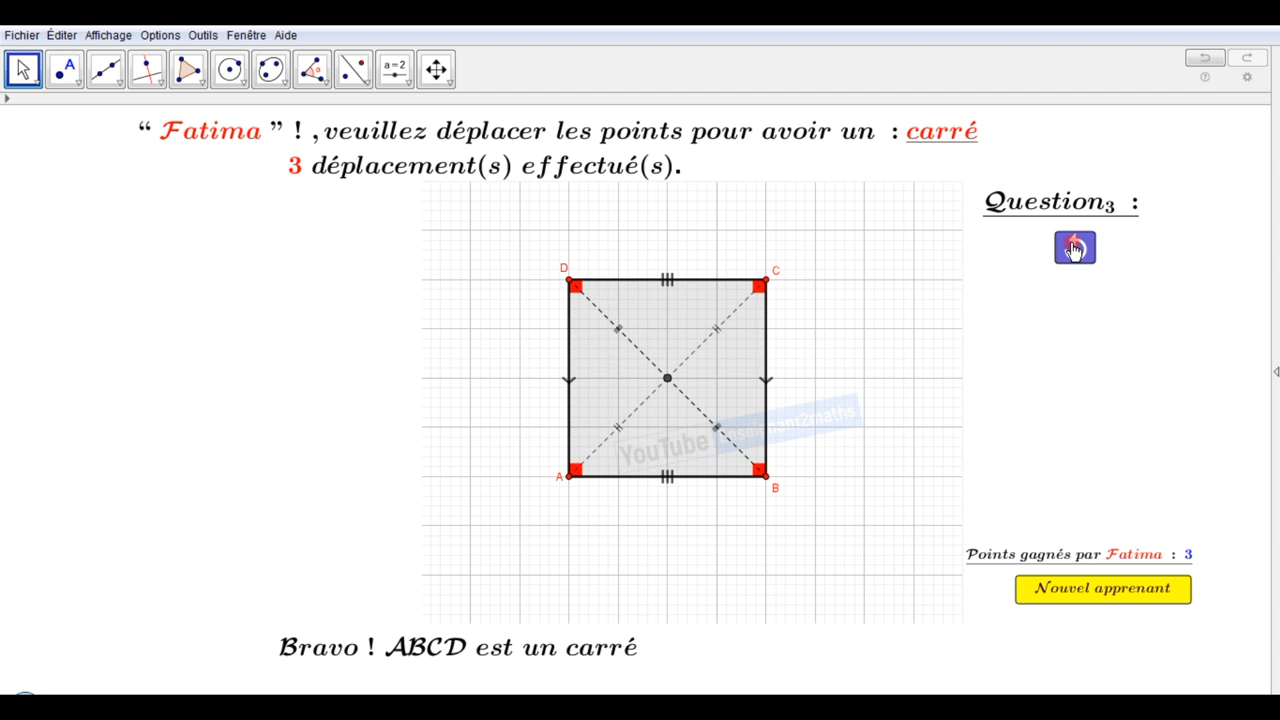 Fichier Éditer Affichage Options Outils Fenêtre Aide
A
α
a=2
“ Fatima ” ! ,veuillez déplacer les points pour avoir un : carré
3 déplacement(s) effectué(s).
Question3 :
D
C
A
B
YouTube enseignant2maths
Points gagnés par Fatima : 3
Nouvel apprenant
Bravo ! ABCD est un carré